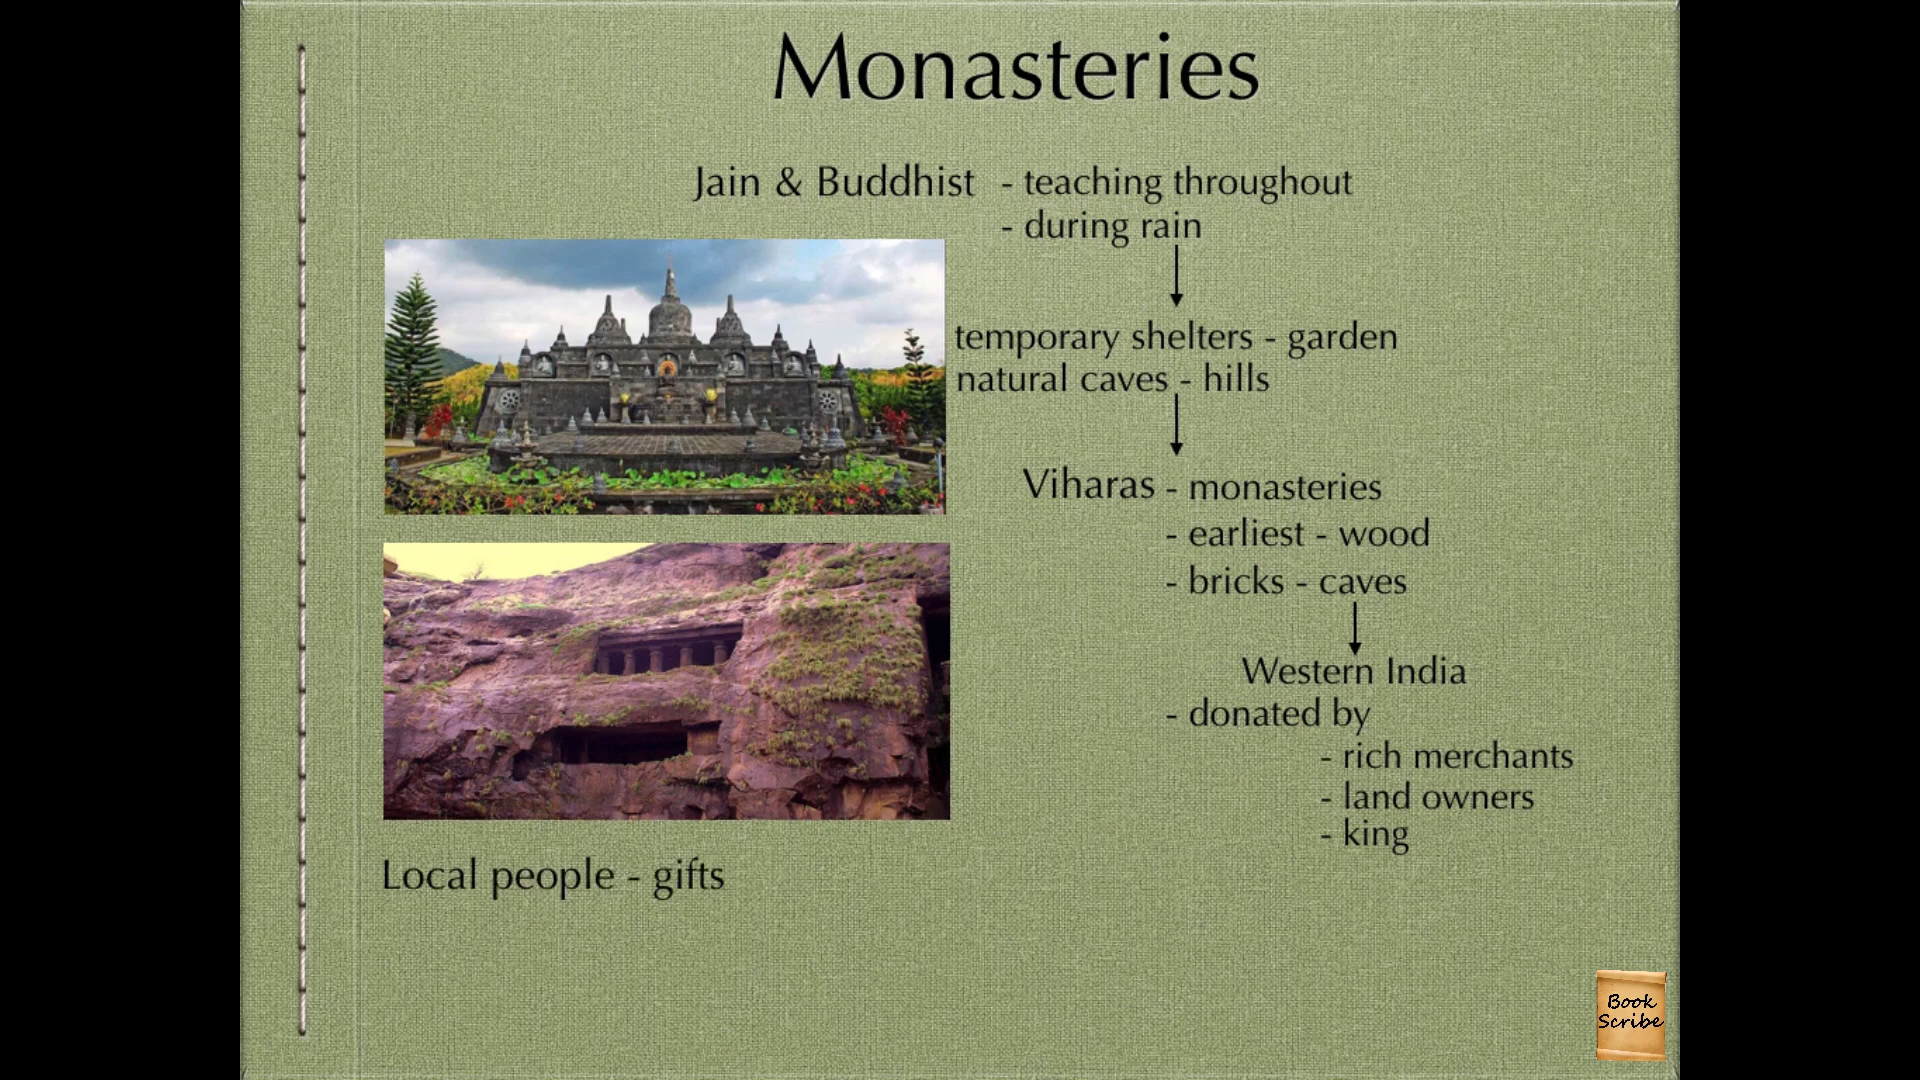 Monasteries
Jain & Buddhist - teaching throughout
- during rain
temporary shelters - garden
natural caves - hills
Viharas - monasteries
- earliest - wood
- bricks - caves
Western India
- donated by
- rich merchants
- land owners
- king
Local people - gifts
Book
Scribe